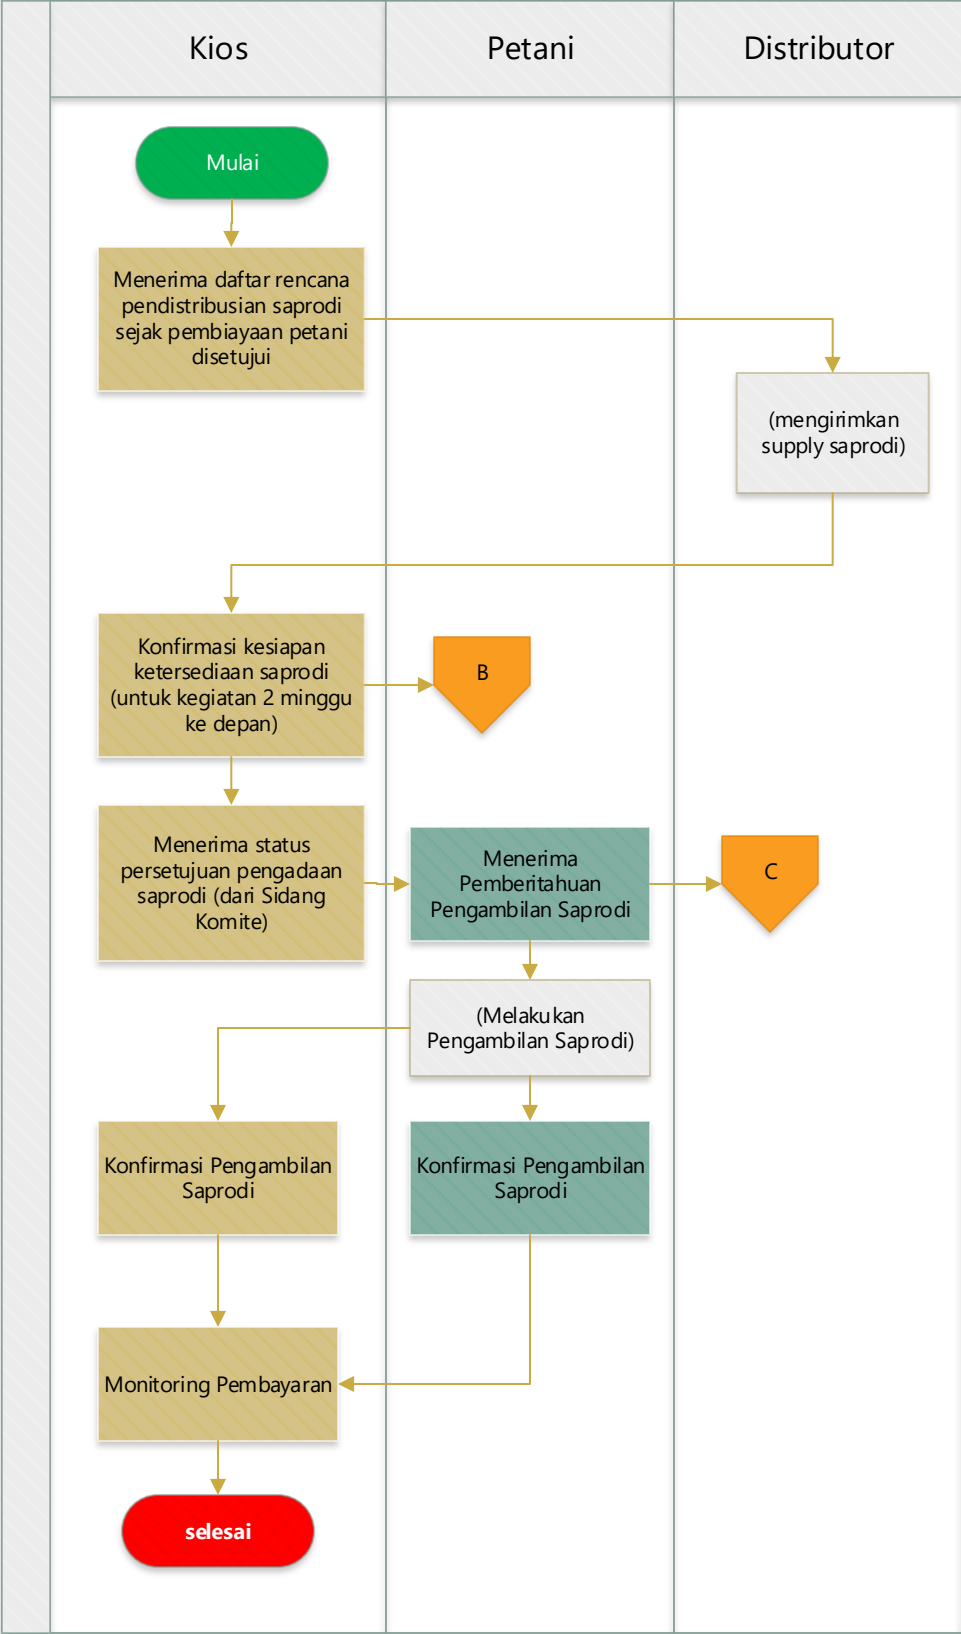 Kios
Petani
Distributor
Mulai
Menerima daftar rencana
pendistribusian saprodi
sejak pembiayaan petani
disetujui
(mengirimkan
supply saprodi)
Konfirmasi kesiapan
ketersediaan saprodi
(untuk kegiatan 2 minggu
ke depan)
B
Menerima status
persetujuan pengadaan
saprodi (dari Sidang
Komite)
Menerima
Pemberitahuan
Pengambilan Saprodi
C
(Melakukan
Pengambilan Saprodi)
Konfirmasi Pengambilan
Saprodi
Konfirmasi Pengambilan
Saprodi
Monitoring Pembayaran
selesai